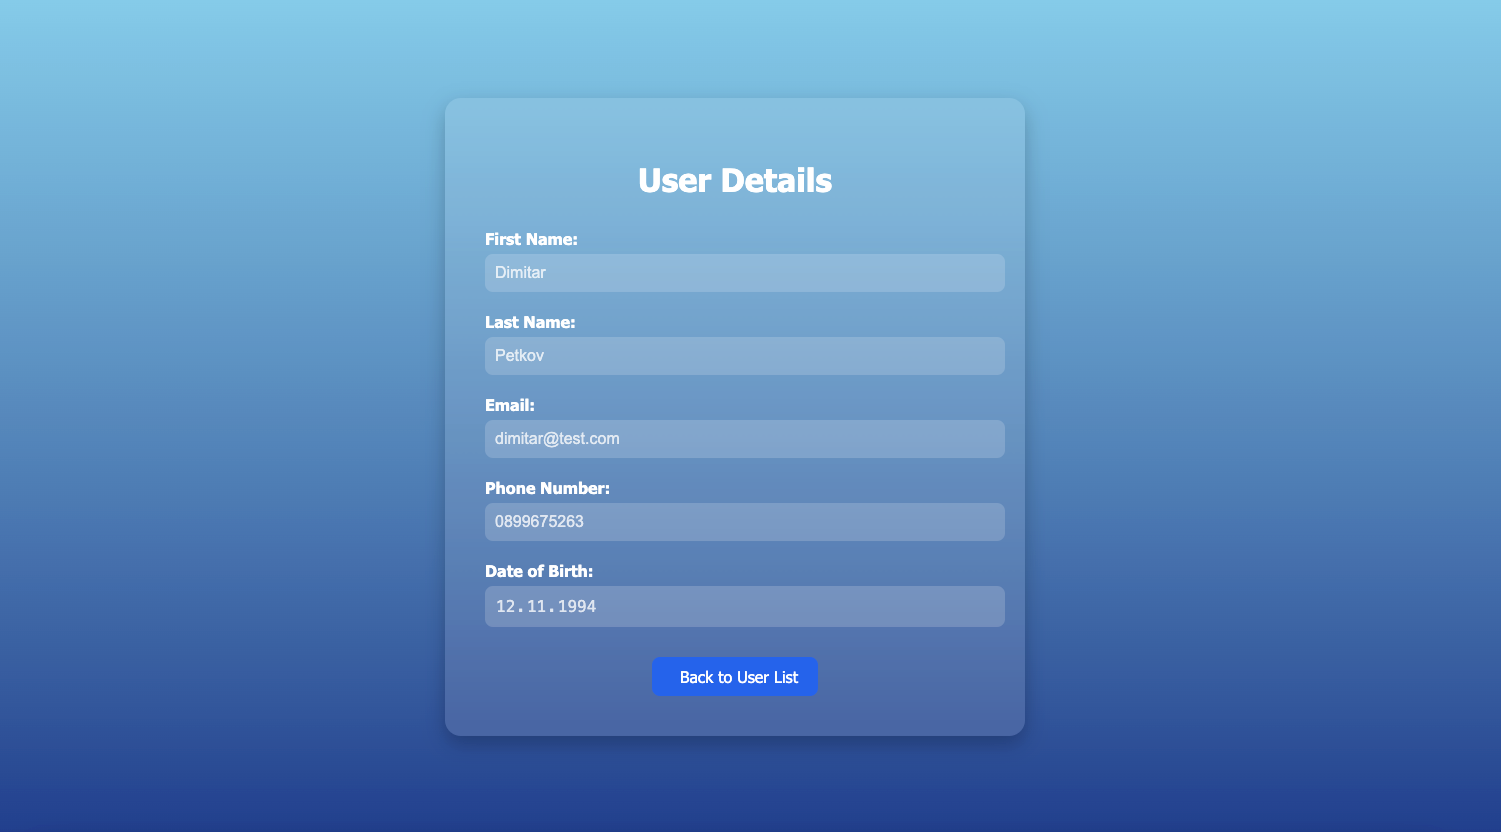 User Details
First Name:
Dimitar
Last Name:
Petkov
Email:
dimitar@test.com
Phone Number:
0899675263
Date of Birth:
12.11.1994
Back to User List